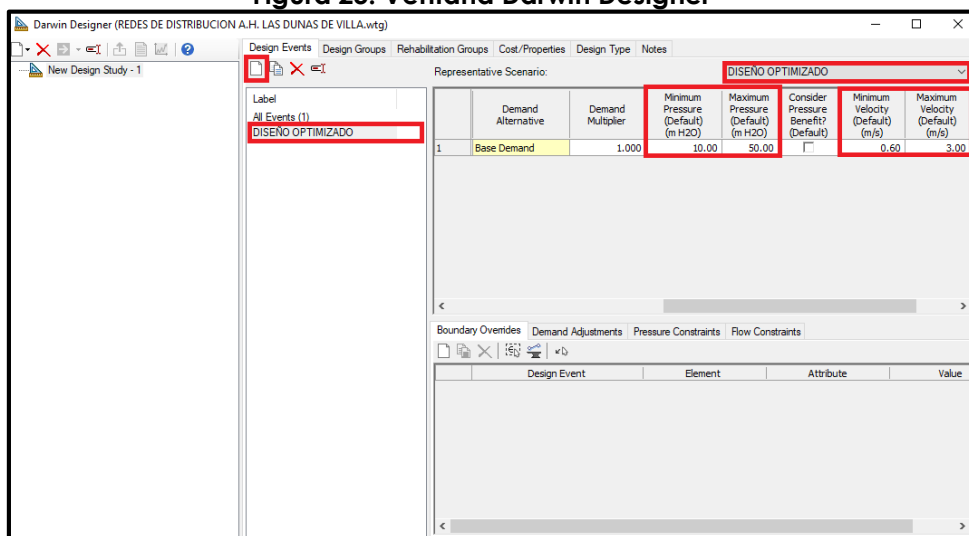 Figura 28. Ventana Darwin Designer
Darwin Designer (REDES DE DISTRIBUCION A.H. LAS DUNAS DE VILLA.wtg)
New Design Study - 1
Design Events Design Groups Rehabilitation Groups Cost/Properties Design Type Notes
Representative Scenario: DISEÑO OPTIMIZADO
Label
All Events (1)
DISEÑO OPTIMIZADO
Demand Alternative
Demand Multiplier
Minimum Pressure (Default) (m H2O)
Maximum Pressure (Default) (m H2O)
Consider Pressure Benefit? (Default)
Minimum Velocity (Default) (m/s)
Maximum Velocity (Default) (m/s)
1 Base Demand 1.000 10.00 50.00 0.60 3.00
Boundary Overrides Demand Adjustments Pressure Constraints Flow Constraints
Design Event Element Attribute Value